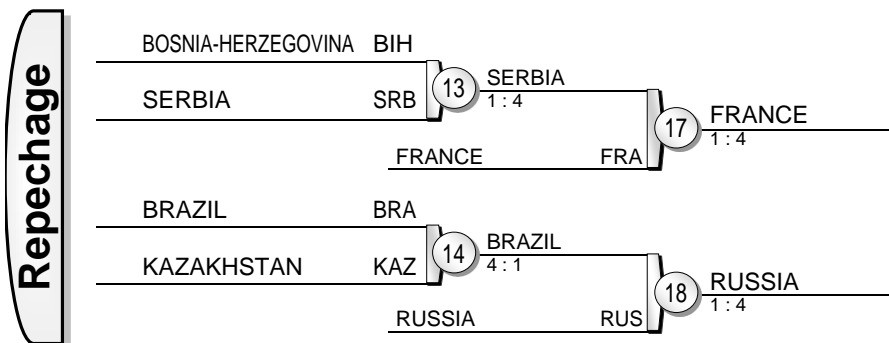 Repechage
BOSNIA-HERZEGOVINA BIH
SERBIA SRB
13
SERBIA
1 : 4
FRANCE FRA
17
FRANCE
1 : 4
BRAZIL BRA
KAZAKHSTAN KAZ
14
BRAZIL
4 : 1
RUSSIA RUS
18
RUSSIA
1 : 4